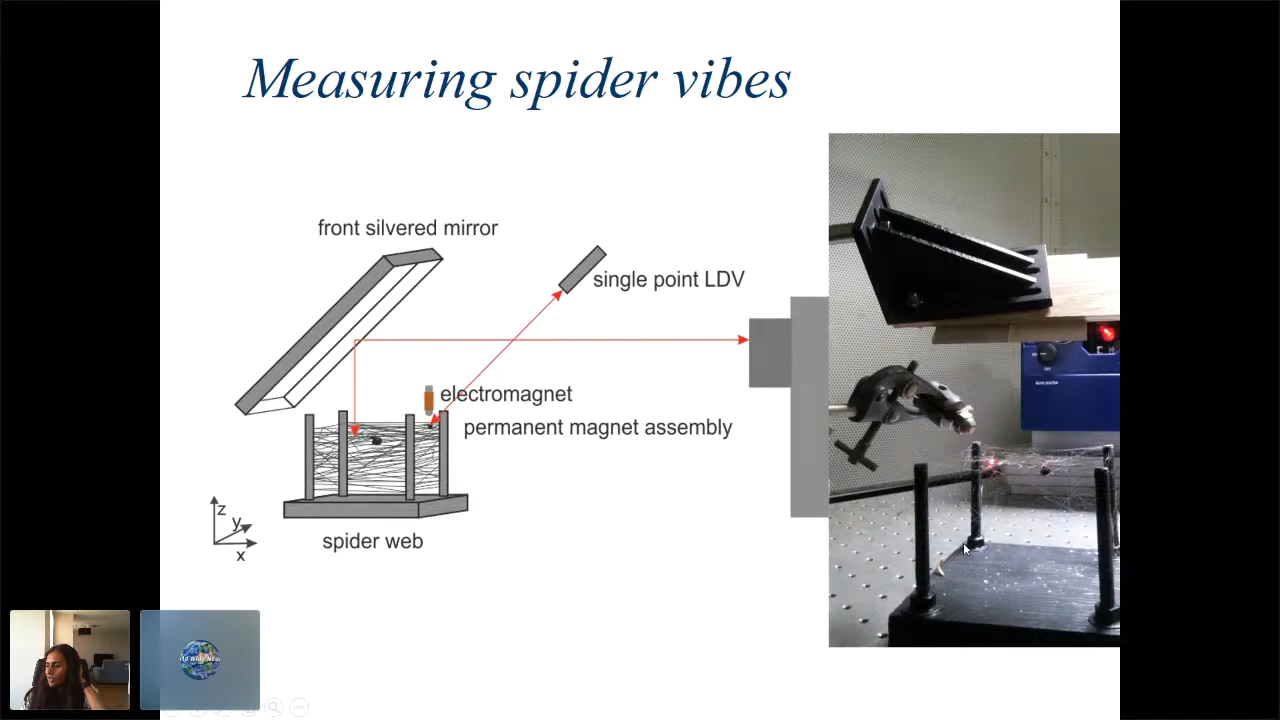 Measuring spider vibes
front silvered mirror
single point LDV
electromagnet
permanent magnet assembly
z
y
x
spider web